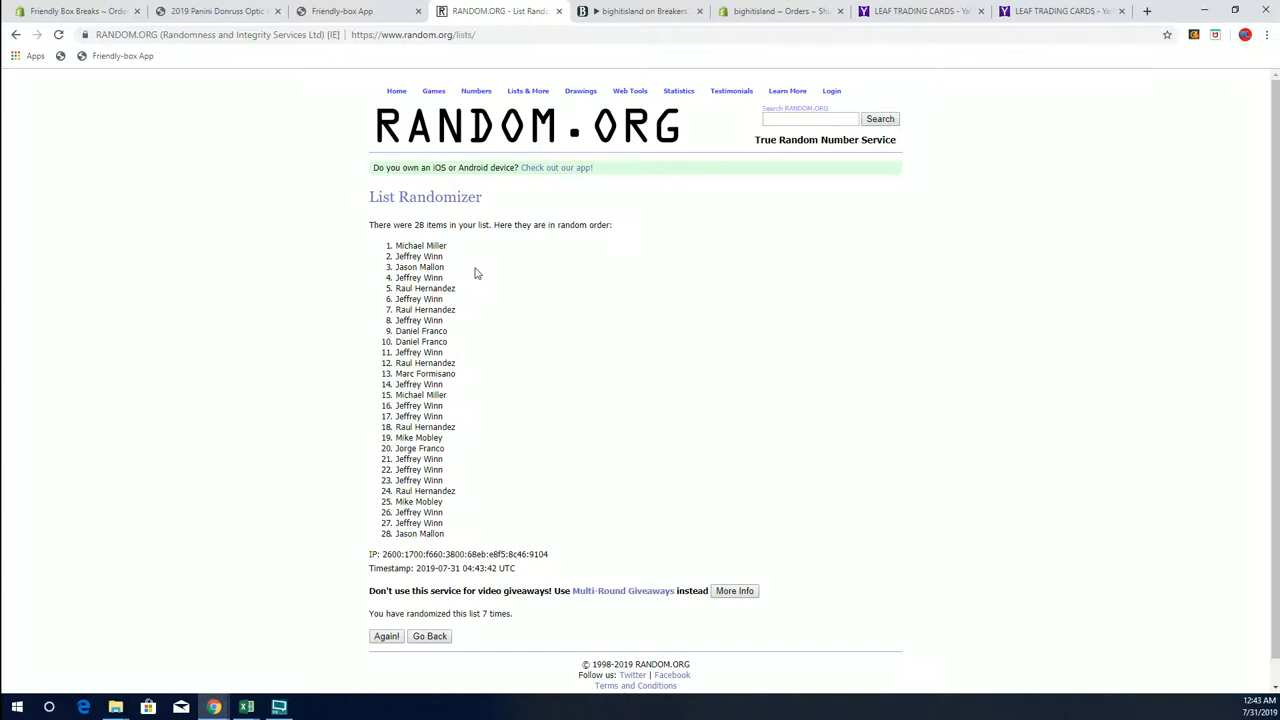 Friendly Box Breaks ~ Order
2019 Panini Donruss Optic
Friendly-box App
RANDOM.ORG - List Rando
bighitisland on Breakers
bighitisland ~ Orders ~ Sh
LEAF TRADING CARDS - Ya
LEAF TRADING CARDS - Ya
RANDOM.ORG (Randomness and Integrity Services Ltd) [IE] | https://www.random.org/lists/
Apps Friendly-box App
Home Games Numbers Lists & More Drawings Web Tools Statistics Testimonials Learn More Login
RANDOM.ORG
Search RANDOM.ORG
Search
True Random Number Service
Do you own an iOS or Android device? Check out our app!
List Randomizer
There were 28 items in your list. Here they are in random order:
1. Michael Miller
2. Jeffrey Winn
3. Jason Mallon
4. Jeffrey Winn
5. Raul Hernandez
6. Jeffrey Winn
7. Raul Hernandez
8. Jeffrey Winn
9. Daniel Franco
10. Daniel Franco
11. Jeffrey Winn
12. Raul Hernandez
13. Marc Formisano
14. Jeffrey Winn
15. Michael Miller
16. Jeffrey Winn
17. Jeffrey Winn
18. Raul Hernandez
19. Mike Mobley
20. Jorge Franco
21. Jeffrey Winn
22. Jeffrey Winn
23. Jeffrey Winn
24. Raul Hernandez
25. Mike Mobley
26. Jeffrey Winn
27. Jeffrey Winn
28. Jason Mallon
IP: 2600:1700:f660:3800:68eb:e8f5:8c46:9104
Timestamp: 2019-07-31 04:43:42 UTC
Don't use this service for video giveaways! Use Multi-Round Giveaways instead More Info
You have randomized this list 7 times.
Again! Go Back
© 1998-2019 RANDOM.ORG
Follow us: Twitter | Facebook
Terms and Conditions
12:43 AM
7/31/2019